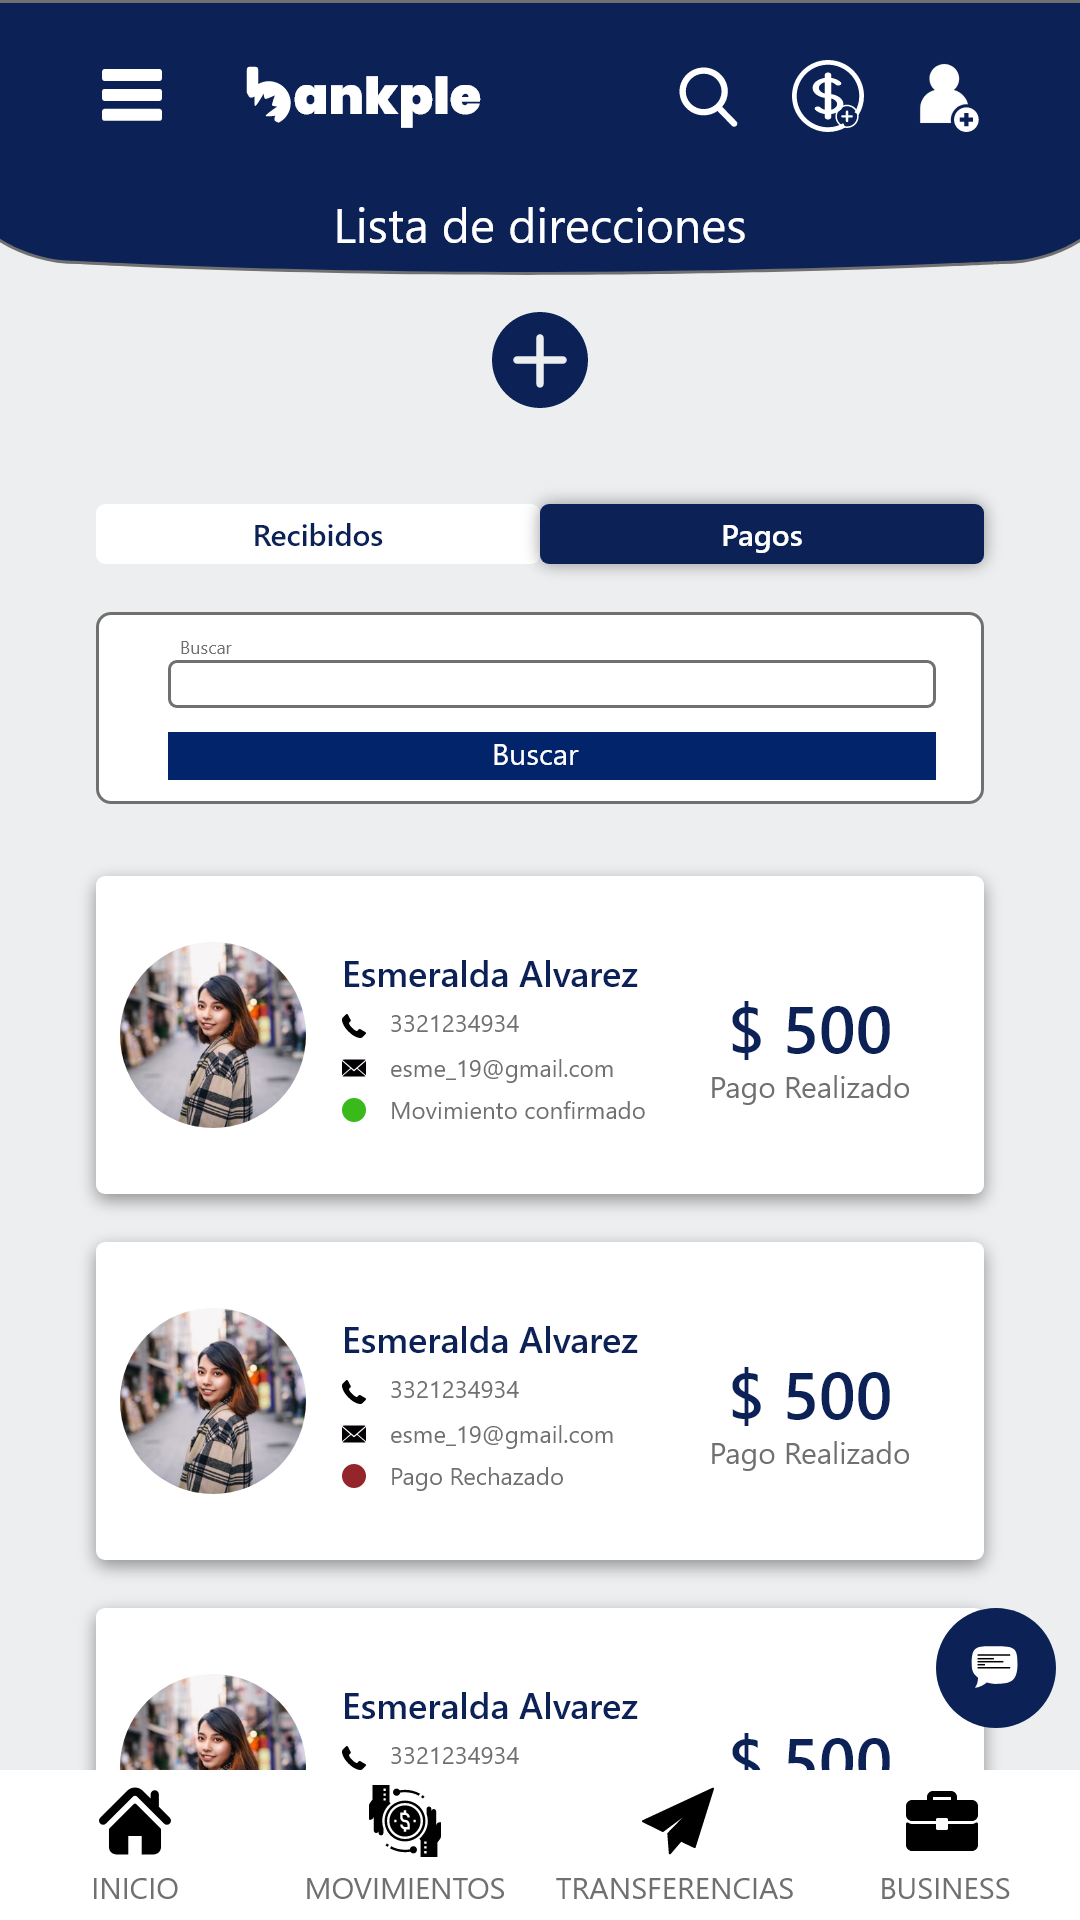 bankple
Lista de direcciones
Recibidos
Pagos
Buscar
Buscar
Esmeralda Alvarez
3321234934
esme_19@gmail.com
Movimiento confirmado
$ 500
Pago Realizado
Esmeralda Alvarez
3321234934
esme_19@gmail.com
Pago Rechazado
$ 500
Pago Realizado
Esmeralda Alvarez
3321234934
$ 500
INICIO
MOVIMIENTOS
TRANSFERENCIAS
BUSINESS